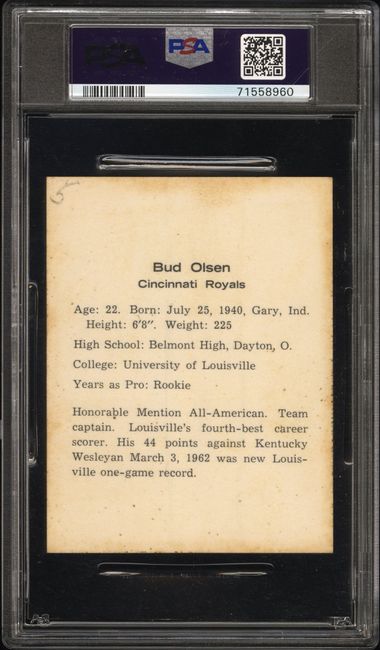 PSA
71558960
Bud Olsen
Cincinnati Royals
Age: 22. Born: July 25, 1940, Gary, Ind.
Height: 6'8". Weight: 225
High School: Belmont High, Dayton, O.
College: University of Louisville
Years as Pro: Rookie
Honorable Mention All-American. Team
captain. Louisville's fourth-best career
scorer. His 44 points against Kentucky
Wesleyan March 3, 1962 was new Louis-
ville one-game record.